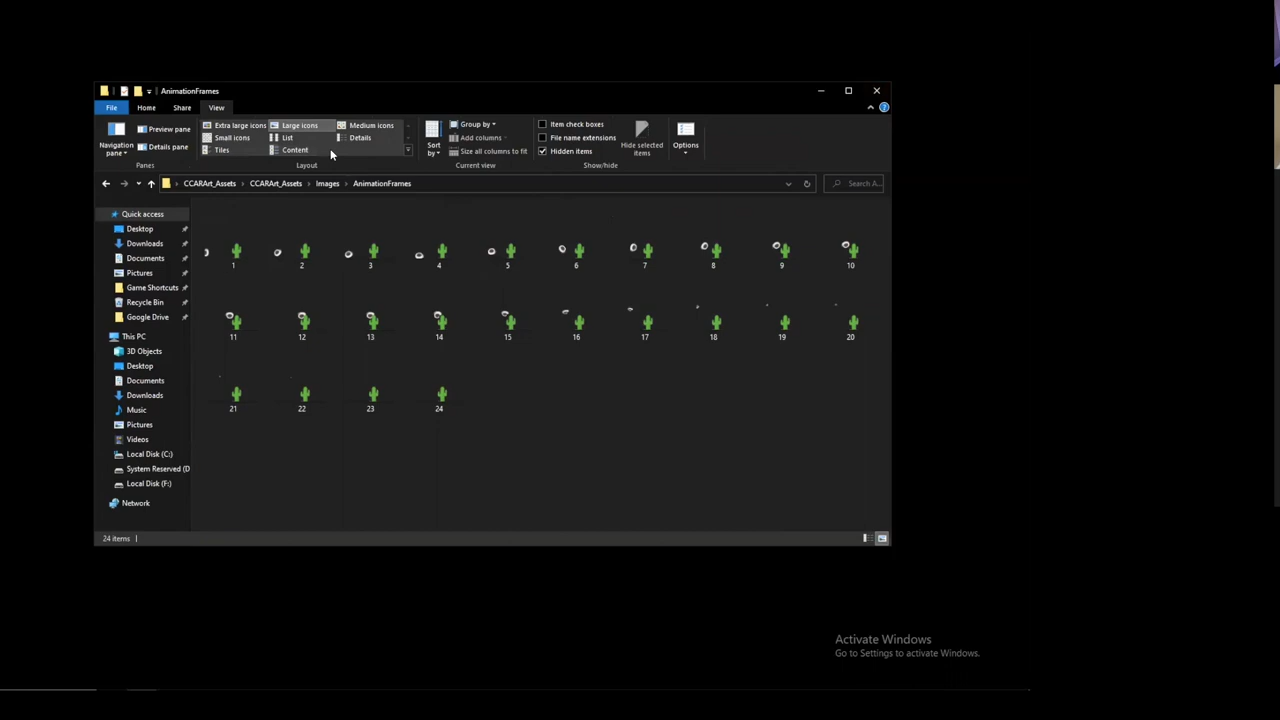 AnimationFrames
File Home Share View
Extra large icons Large icons Medium icons
Small icons List Details
Tiles Content
Preview pane
Details pane
Navigation pane
Panes
Layout
Sort by
Group by
Add columns
Size all columns to fit
Current view
Item check boxes
File name extensions
Hidden items
Hide selected items
Show/hide
Options
CCARArt_Assets CCARArt_Assets Images AnimationFrames
Search A...
Quick access
Desktop
Downloads
Documents
Pictures
Game Shortcuts
Recycle Bin
Google Drive
This PC
3D Objects
Desktop
Documents
Downloads
Music
Pictures
Videos
Local Disk (C:)
System Reserved (D
Local Disk (F:)
Network
1 2 3 4 5 6 7 8 9 10
11 12 13 14 15 16 17 18 19 20
21 22 23 24
24 items
Activate Windows
Go to Settings to activate Windows.